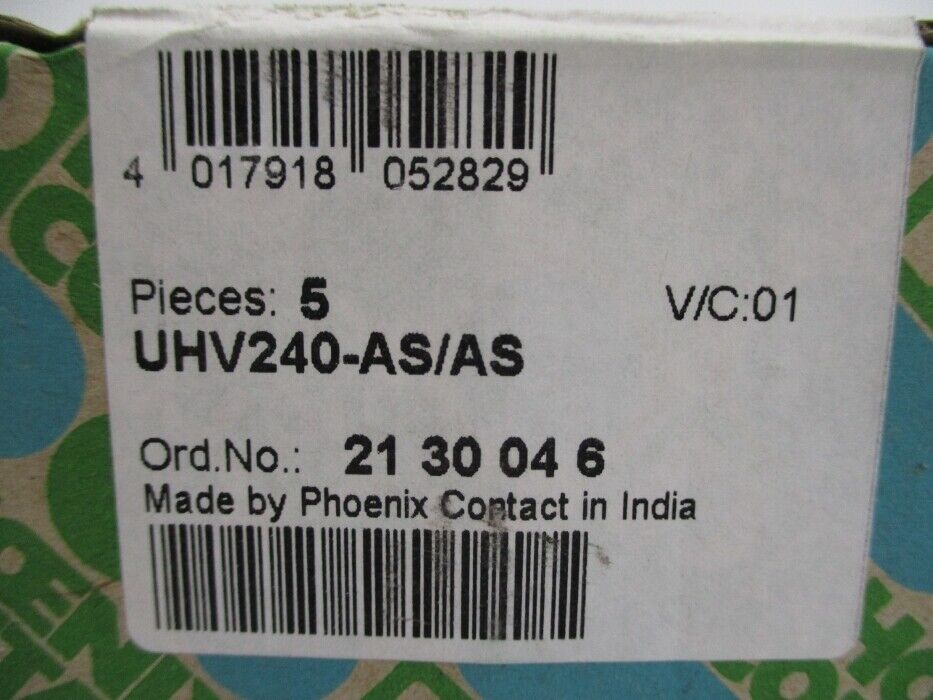 4 017918 052829
Pieces: 5 V/C:01
UHV240-AS/AS
Ord.No.: 21 30 04 6
Made by Phoenix Contact in India